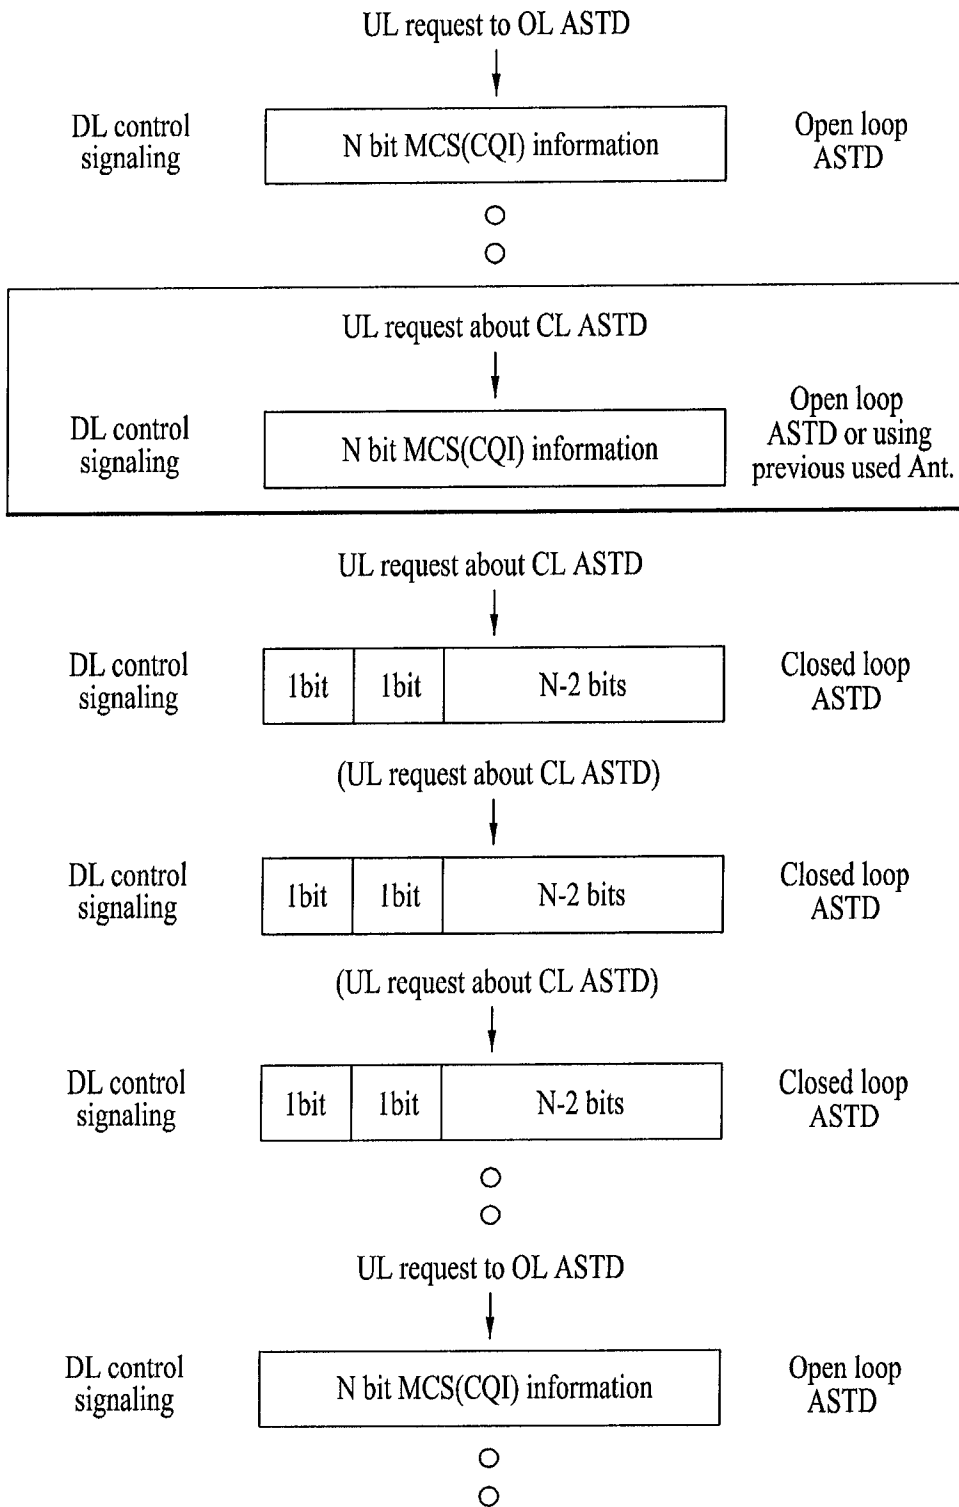 UL request to OL ASTD
DL control
signaling
N bit MCS(CQI) information
Open loop
ASTD
UL request about CL ASTD
DL control
signaling
N bit MCS(CQI) information
Open loop
ASTD or using
previous used Ant.
UL request about CL ASTD
DL control
signaling
1bit
1bit
N-2 bits
Closed loop
ASTD
(UL request about CL ASTD)
DL control
signaling
1bit
1bit
N-2 bits
Closed loop
ASTD
(UL request about CL ASTD)
DL control
signaling
1bit
1bit
N-2 bits
Closed loop
ASTD
UL request to OL ASTD
DL control
signaling
N bit MCS(CQI) information
Open loop
ASTD